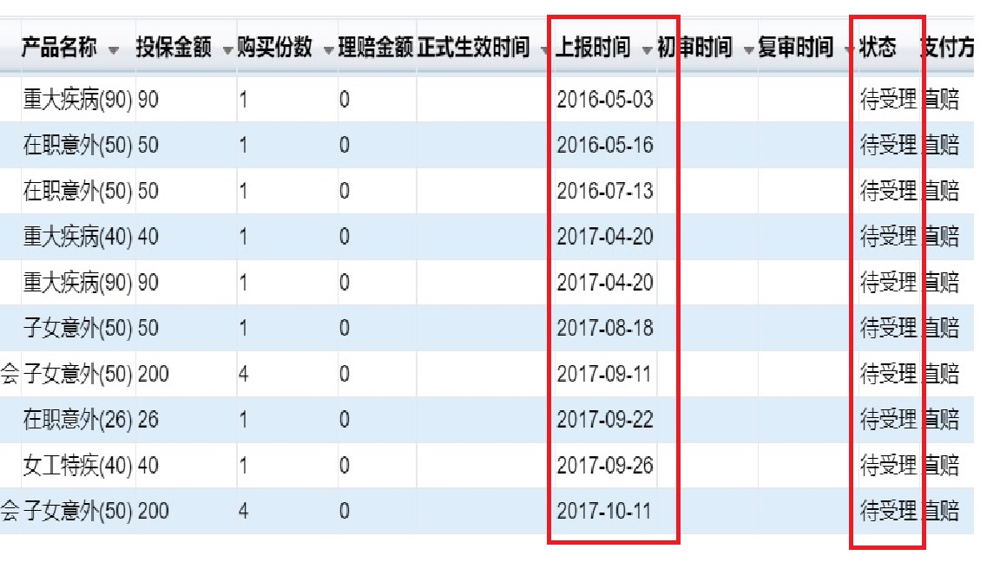 产品名称 投保金额 购买份数 理赔金额 正式生效时间 上报时间 初审时间 复审时间 状态 支付方
重大疾病(90) 90 1 0 2016-05-03 待受理 直赔
在职意外(50) 50 1 0 2016-05-16 待受理 直赔
在职意外(50) 50 1 0 2016-07-13 待受理 直赔
重大疾病(40) 40 1 0 2017-04-20 待受理 直赔
重大疾病(90) 90 1 0 2017-04-20 待受理 直赔
子女意外(50) 50 1 0 2017-08-18 待受理 直赔
会 子女意外(50) 200 4 0 2017-09-11 待受理 直赔
在职意外(26) 26 1 0 2017-09-22 待受理 直赔
女工特疾(40) 40 1 0 2017-09-26 待受理 直赔
会 子女意外(50) 200 4 0 2017-10-11 待受理 直赔